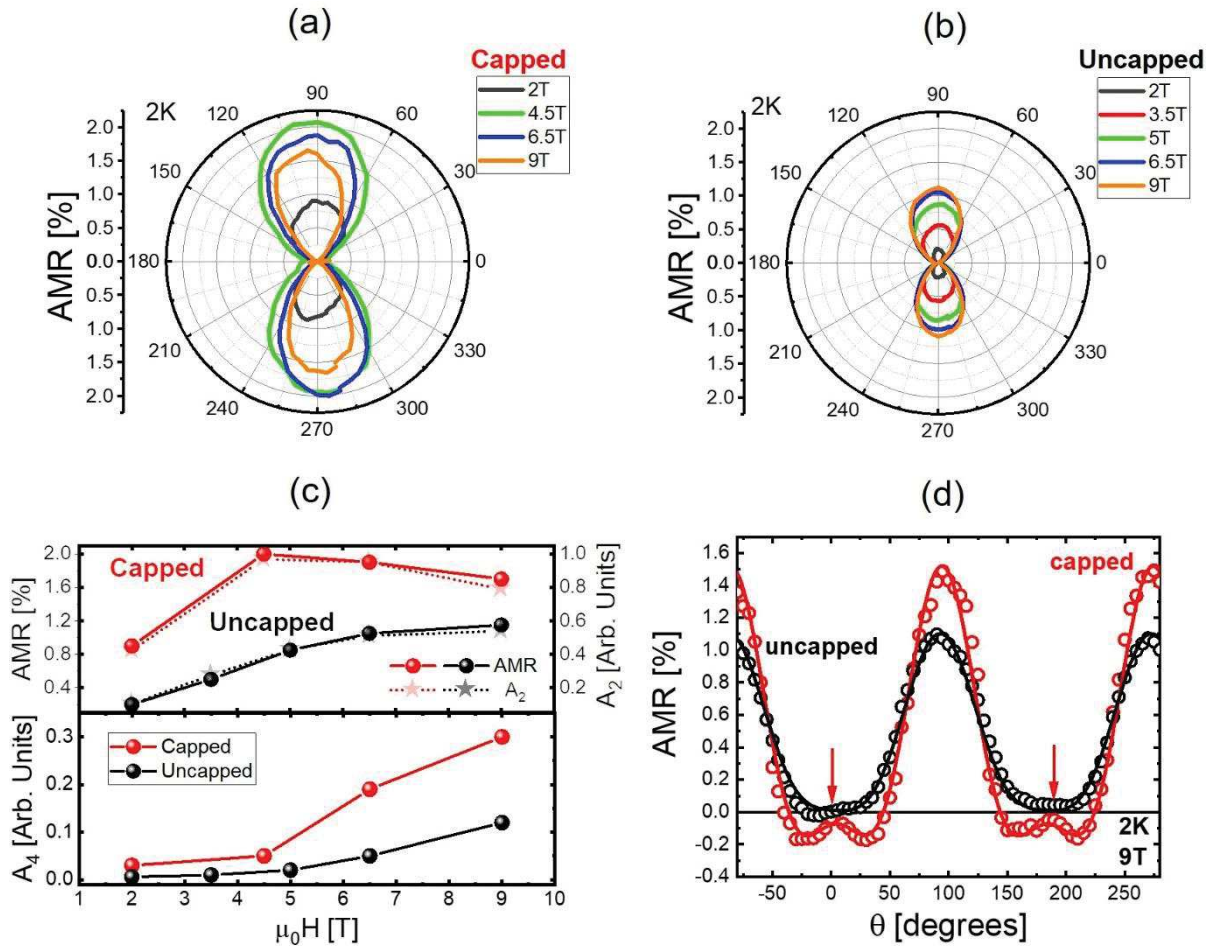 (a)
Capped
2T
4.5T
6.5T
9T
2K
AMR [%]
2.0
1.5
1.0
0.5
0.0
0.5
1.0
1.5
2.0
90
60
30
0
330
300
270
240
210
180
150
120
(b)
Uncapped
2T
3.5T
5T
6.5T
9T
2K
AMR [%]
2.0
1.5
1.0
0.5
0.0
0.5
1.0
1.5
2.0
90
60
30
0
330
300
270
240
210
180
150
120
(c)
AMR [%]
2.0
1.6
1.2
0.8
0.4
Capped
Uncapped
AMR
A₂
1.0
0.8
0.6
0.4
0.2
A₂ [Arb. Units]
A₄ [Arb. Units]
0.3
0.2
0.1
0.0
Capped
Uncapped
1 2 3 4 5 6 7 8 9 10
μ₀H [T]
(d)
AMR [%]
1.6
1.4
1.2
1.0
0.8
0.6
0.4
0.2
0.0
-0.2
-0.4
capped
uncapped
2K
9T
-50 0 50 100 150 200 250
θ [degrees]